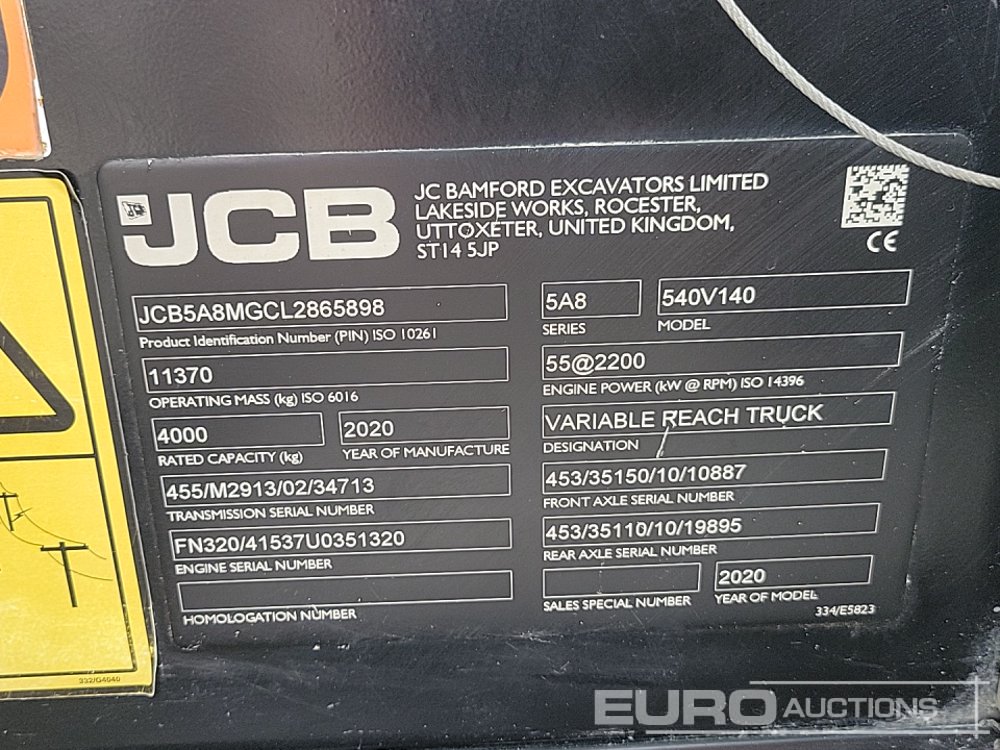 JCB
JC BAMFORD EXCAVATORS LIMITED
LAKESIDE WORKS, ROCESTER,
UTTOXETER, UNITED KINGDOM,
ST14 5JP
CE
JCB5A8MGCL2865898
Product Identification Number (PIN) ISO 10261
5A8
SERIES
540V140
MODEL
11370
OPERATING MASS (kg) ISO 6016
55@2200
ENGINE POWER (kW @ RPM) ISO 14396
4000
RATED CAPACITY (kg)
2020
YEAR OF MANUFACTURE
VARIABLE REACH TRUCK
DESIGNATION
455/M2913/02/34713
TRANSMISSION SERIAL NUMBER
453/35150/10/10887
FRONT AXLE SERIAL NUMBER
FN320/41537U0351320
ENGINE SERIAL NUMBER
453/35110/10/19895
REAR AXLE SERIAL NUMBER
HOMOLOGATION NUMBER
SALES SPECIAL NUMBER
2020
YEAR OF MODEL
334/E5823
332/G4040
EURO AUCTIONS